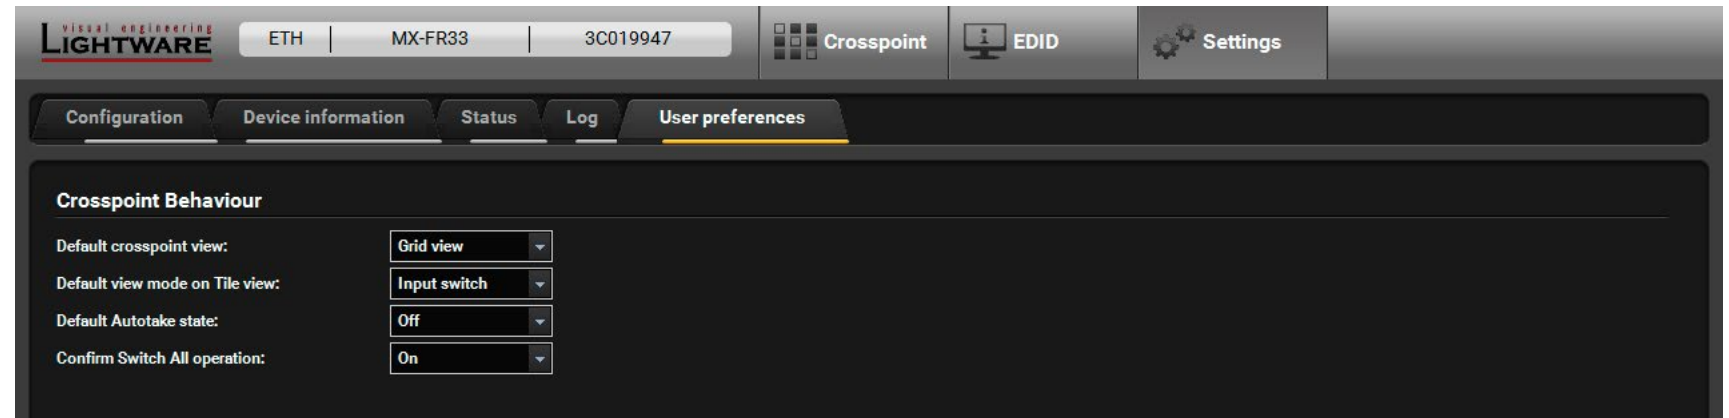 visual engineering
LIGHTWARE
ETH | MX-FR33 | 3C019947
Crosspoint
EDID
Settings
Configuration
Device information
Status
Log
User preferences
Crosspoint Behaviour
Default crosspoint view: Grid view
Default view mode on Tile view: Input switch
Default Autotake state: Off
Confirm Switch All operation: On